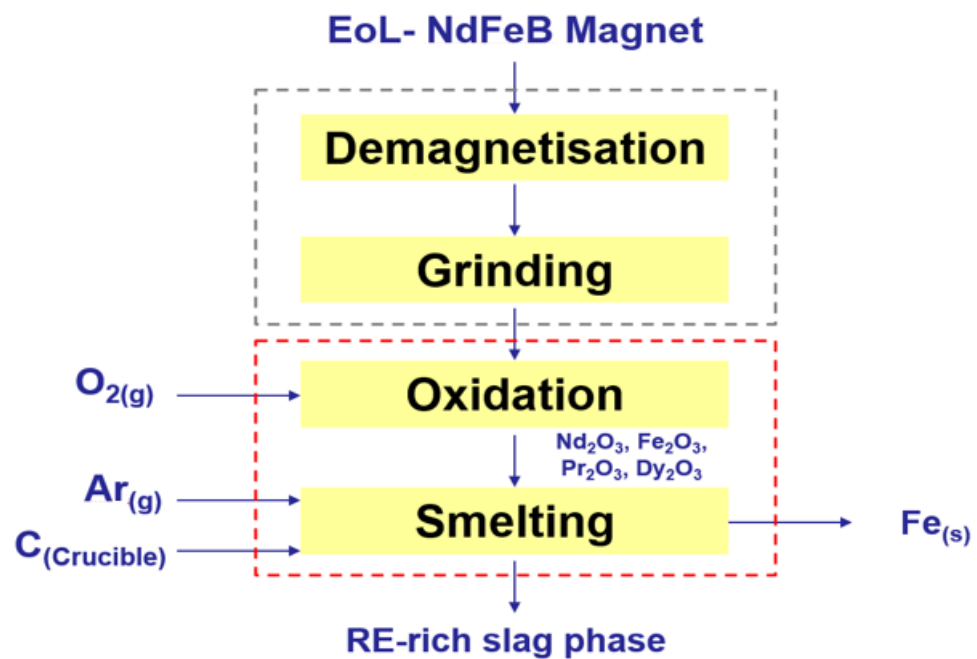 EoL- NdFeB Magnet
Demagnetisation
Grinding
O₂(g)
Oxidation
Nd₂O₃, Fe₂O₃,
Pr₂O₃, Dy₂O₃
Ar(g)
Smelting
Fe(s)
C(Crucible)
RE-rich slag phase